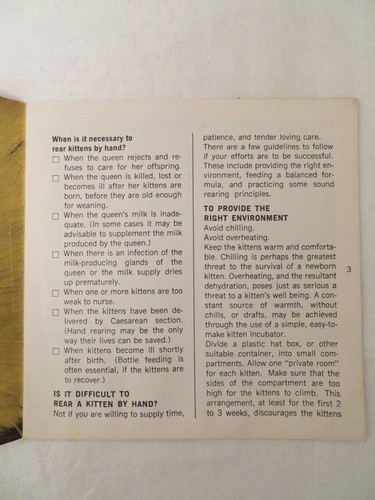 When is it necessary to
rear kittens by hand?
☐ When the queen rejects and re-
fuses to care for her offspring.
☐ When the queen is killed, lost or
becomes ill after her kittens are
born, before they are old enough
for weaning.
☐ When the queen's milk is inade-
quate. (In some cases it may be
advisable to supplement the milk
produced by the queen.)
☐ When there is an infection of the
milk-producing glands of the
queen or the milk supply dries
up prematurely.
☐ When one or more kittens are too
weak to nurse.
☐ When the kittens have been de-
livered by Caesarean section.
(Hand rearing may be the only
way their lives can be saved.)
☐ When kittens become ill shortly
after birth. (Bottle feeding is
often essential, if the kittens are
to recover.)
IS IT DIFFICULT TO
REAR A KITTEN BY HAND?
Not if you are willing to supply time,
patience, and tender loving care.
There are a few guidelines to follow
if your efforts are to be successful.
These include providing the right en-
vironment, feeding a balanced for-
mula, and practicing some sound
rearing principles.
TO PROVIDE THE
RIGHT ENVIRONMENT
Avoid chilling.
Avoid overheating.
Keep the kittens warm and comforta-
ble. Chilling is perhaps the greatest
threat to the survival of a newborn
kitten. Overheating, and the resultant
dehydration, poses just as serious a
threat to a kitten's well being. A con-
stant source of warmth, without
chills, or drafts, may be achieved
through the use of a simple, easy-to-
make kitten incubator.
Divide a plastic hat box, or other
suitable container, into small com-
partments. Allow one "private room"
for each kitten. Make sure that the
sides of the compartment are too
high for the kittens to climb. This
arrangement, at least for the first 2
to 3 weeks, discourages the kittens
3